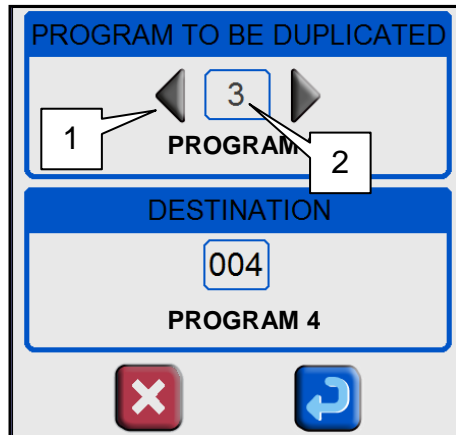 PROGRAM TO BE DUPLICATED
3
1
PROGRAM
2
DESTINATION
004
PROGRAM 4